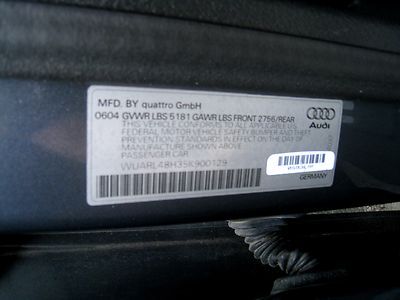 MFD. BY quattro GmbH
0604 GVWR LBS 5181 GAWR LBS FRONT 2756/REAR
THIS VEHICLE CONFORMS TO ALL APPLICABLE U.S.
FEDERAL MOTOR VEHICLE SAFETY BUMPER AND THEFT
PREVENTION STANDARDS IN EFFECT ON THE DATE OF
MANUFACTURE SHOWN ABOVE.
PASSENGER CAR
WUARL48H35K900129
Audi